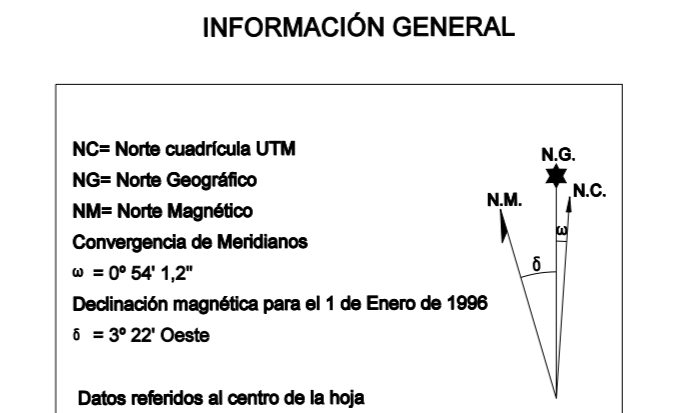 INFORMACIÓN GENERAL
NC= Norte cuadrícula UTM
NG= Norte Geográfico
NM= Norte Magnético
Convergencia de Meridianos
ω = 0º 54' 1,2"
Declinación magnética para el 1 de Enero de 1996
δ = 3º 22' Oeste
Datos referidos al centro de la hoja
N.G.
N.M.
N.C.
ω
δ